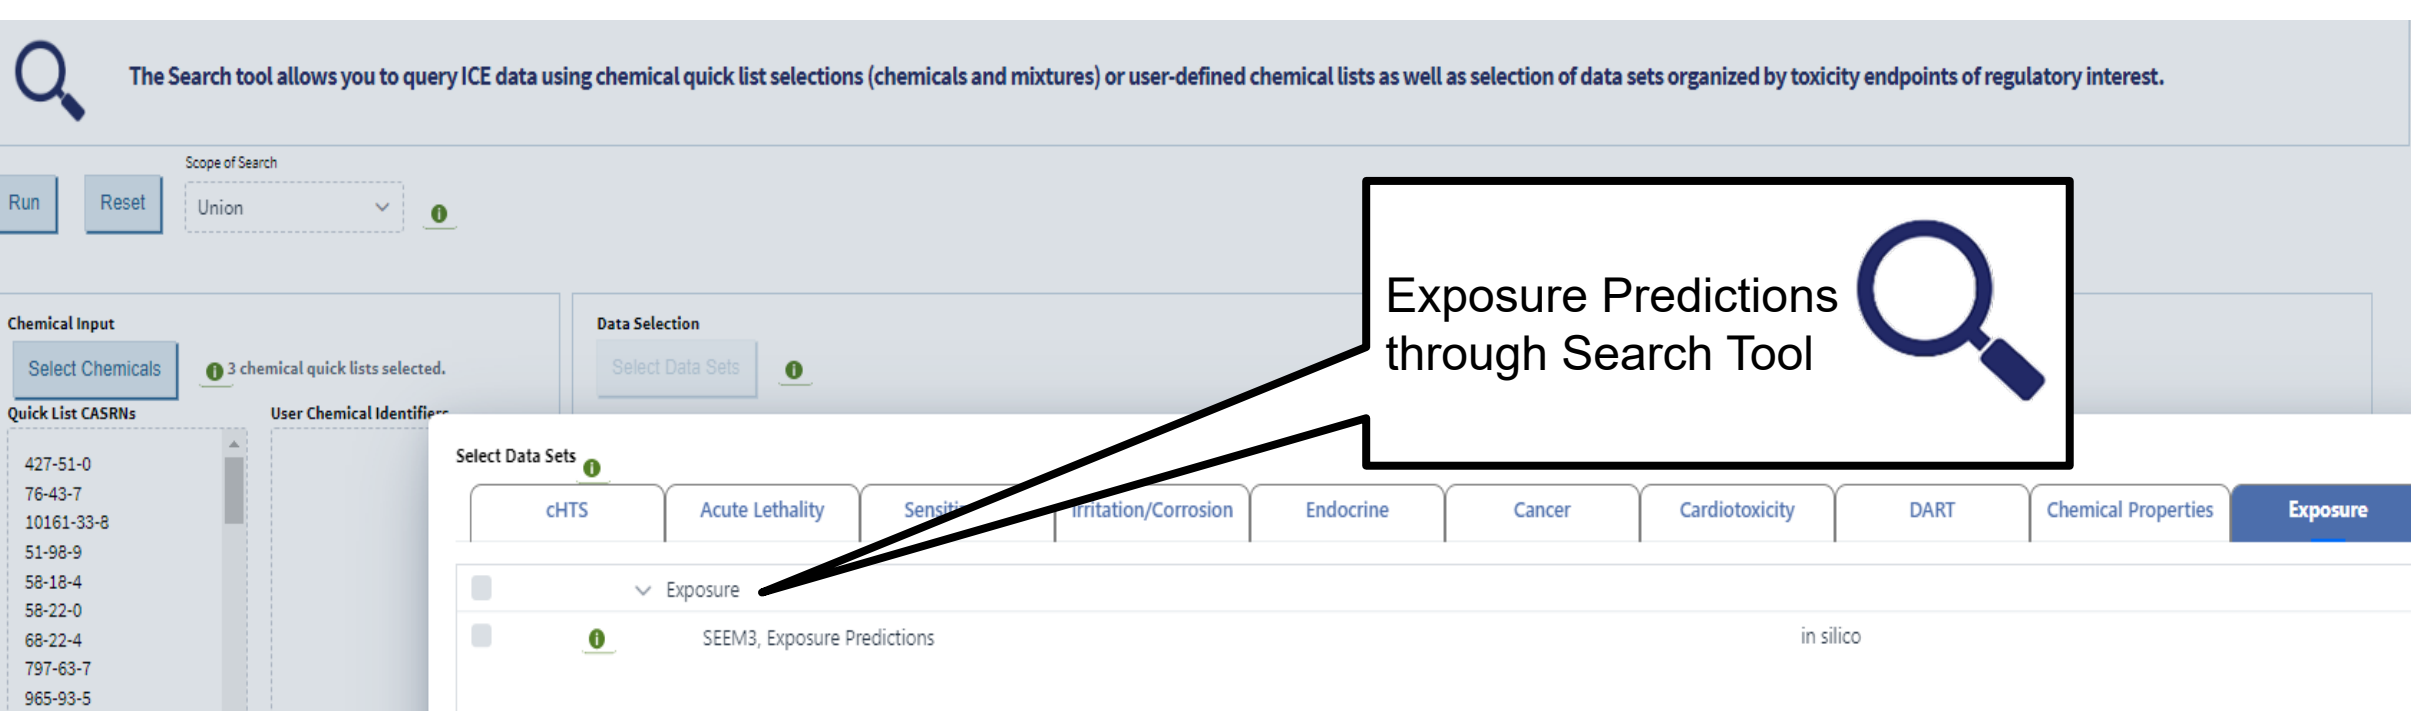 The Search tool allows you to query ICE data using chemical quick list selections (chemicals and mixtures) or user-defined chemical lists as well as selection of data sets organized by toxicity endpoints of regulatory interest.
Scope of Search
Run
Reset
Union
Exposure Predictions
through Search Tool
Chemical Input
Select Chemicals
3 chemical quick lists selected.
Data Selection
Select Data Sets
Quick List CASRNs
User Chemical Identifiers
427-51-0
76-43-7
10161-33-8
51-98-9
58-18-4
58-22-0
68-22-4
797-63-7
965-93-5
Select Data Sets
cHTS
Acute Lethality
Irritation/Corrosion
Endocrine
Cancer
Cardiotoxicity
DART
Chemical Properties
Exposure
Exposure
SEEM3, Exposure Predictions
in silico